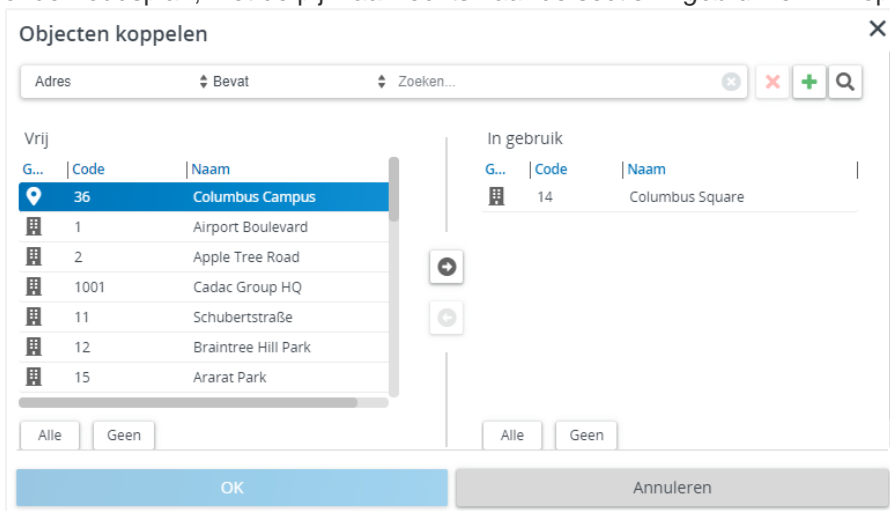 Objecten koppelen
Adres Bevat Zoeken...
Vrij
G... Code Naam
36 Columbus Campus
1 Airport Boulevard
2 Apple Tree Road
1001 Cadac Group HQ
11 Schubertstraße
12 Braintree Hill Park
15 Ararat Park
Alle Geen
In gebruik
G... Code Naam
14 Columbus Square
Alle Geen
OK Annuleren